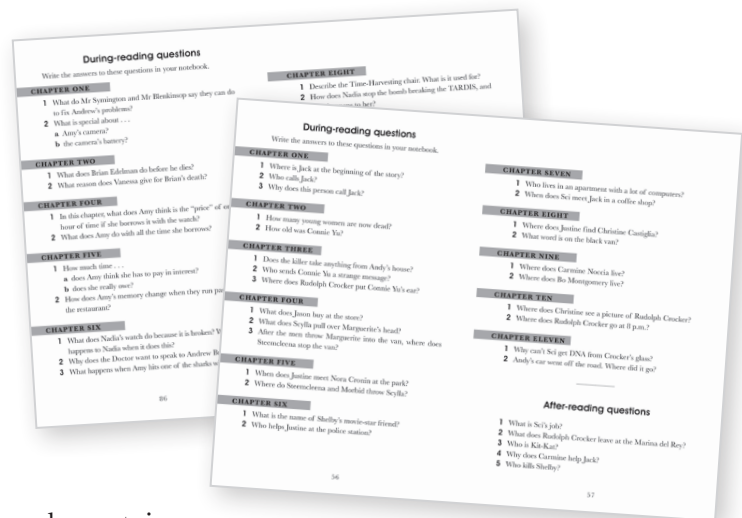 During-reading questions
Write the answers to these questions in your notebook.
CHAPTER ONE
1 What do Mr Symington and Mr Blenkinsop say they can do
to fix Andrew's problems?
2 What is special about . . .
a Amy's camera?
b the camera's battery?
CHAPTER TWO
1 What does Brian Edelman do before he dies?
2 What reason does Vanessa give for Brian's death?
CHAPTER FOUR
1 In this chapter, what does Amy think is the "price" of
hour of time if she borrows it with the watch?
2 What does Amy do with all the time she borrows?
CHAPTER FIVE
1 How much time . . .
a does Amy think she has to pay in interest?
b does she really owe?
2 How does Amy's memory change when they run
the restaurant?
CHAPTER SIX
1 What does Nadia's watch do because it is broken?
happens to Nadia when it does this?
2 Why does the Doctor want to speak to Andrew
3 What happens when Amy bits one of the sharks
86
CHAPTER EIGHT
1 Describe the Time-Harvesting chair. What is it used for?
2 How does Nadia stop the bomb breaking the TARDIS, and
to her?
During-reading questions
Write the answers to these questions in your notebook.
CHAPTER ONE
1 Where is Jack at the beginning of the story?
2 Who calls Jack?
3 Why does this person call Jack?
CHAPTER TWO
1 How many young women are now dead?
2 How old was Connie Yu?
CHAPTER THREE
1 Does the killer take anything from Andy's house?
2 Who sends Connie Yu a strange message?
3 Where does Rudolph Crocker put Connie Yu's ear?
CHAPTER FOUR
1 What does Jason buy at the store?
2 What does Scylla pull over Marguerite's head?
3 After the men throw Marguerite into the van, where does
Steemcleena stop the van?
CHAPTER FIVE
1 When does Justine meet Nora Cronin at the park?
2 Where do Steemcleena and Morbid throw Scylla?
CHAPTER SIX
1 What is the name of Shelby's movie-star friend?
2 Who helps Justine at the police station?
56
CHAPTER SEVEN
1 Who lives in an apartment with a lot of computers?
2 When does Sci meet Jack in a coffee shop?
CHAPTER EIGHT
1 Where does Justine find Christine Castiglia?
2 What word is on the black van?
CHAPTER NINE
1 Where does Carmine Noccia live?
2 Where does Bo Montgomery live?
CHAPTER TEN
1 Where does Christine see a picture of Rudolph Crocker?
2 Where does Rudolph Crocker go at 8 p.m.?
CHAPTER ELEVEN
1 Why can't Sci get DNA from Crocker's glass?
2 Andy's car went off the road. Where did it go?
After-reading questions
1 What is Sci's job?
2 What does Rudolph Crocker leave at the Marina del Rey?
3 Who is Kit-Kat?
4 Why does Carmine help Jack?
5 Who kills Shelby?
57